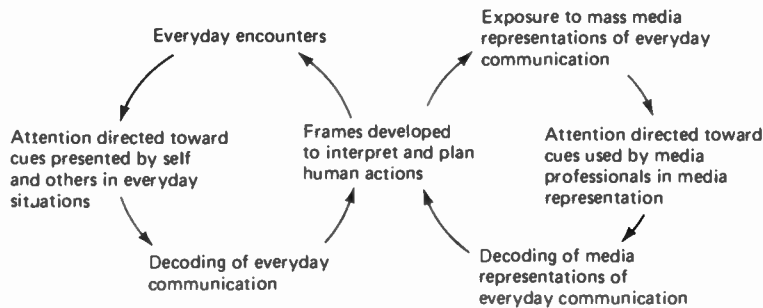 Everyday encounters
Exposure to mass media
representations of everyday
communication
Attention directed toward
cues presented by self
and others in everyday
situations
Frames developed
to interpret and plan
human actions
Attention directed toward
cues used by media
professionals in media
representation
Decoding of everyday
communication
Decoding of media
representations of
everyday communication